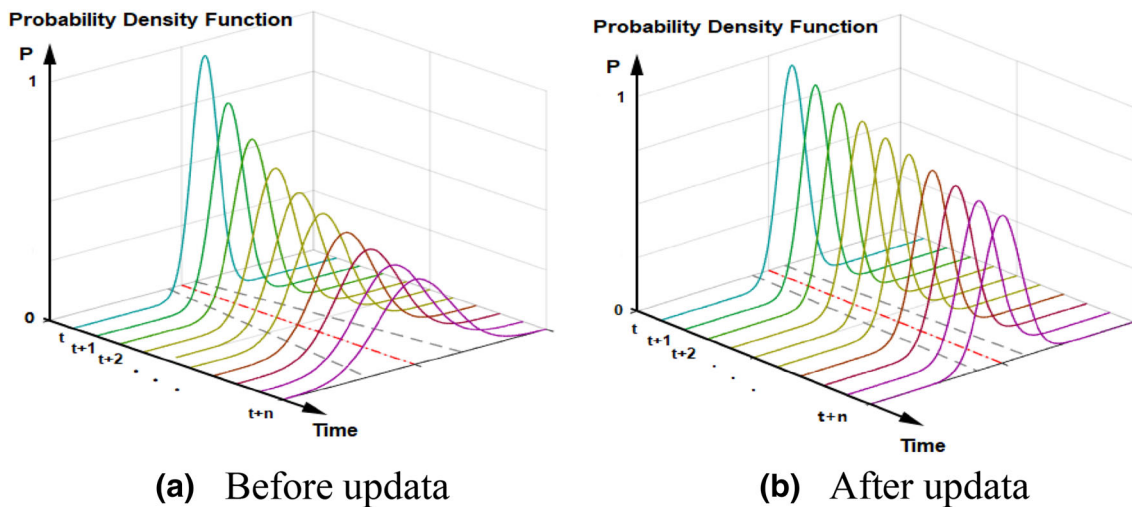 Probability Density Function
P
1
0
t
t+1
t+2
. . .
t+n
Time
(a) Before updata
Probability Density Function
P
1
0
t
t+1
t+2
. . .
t+n
Time
(b) After updata